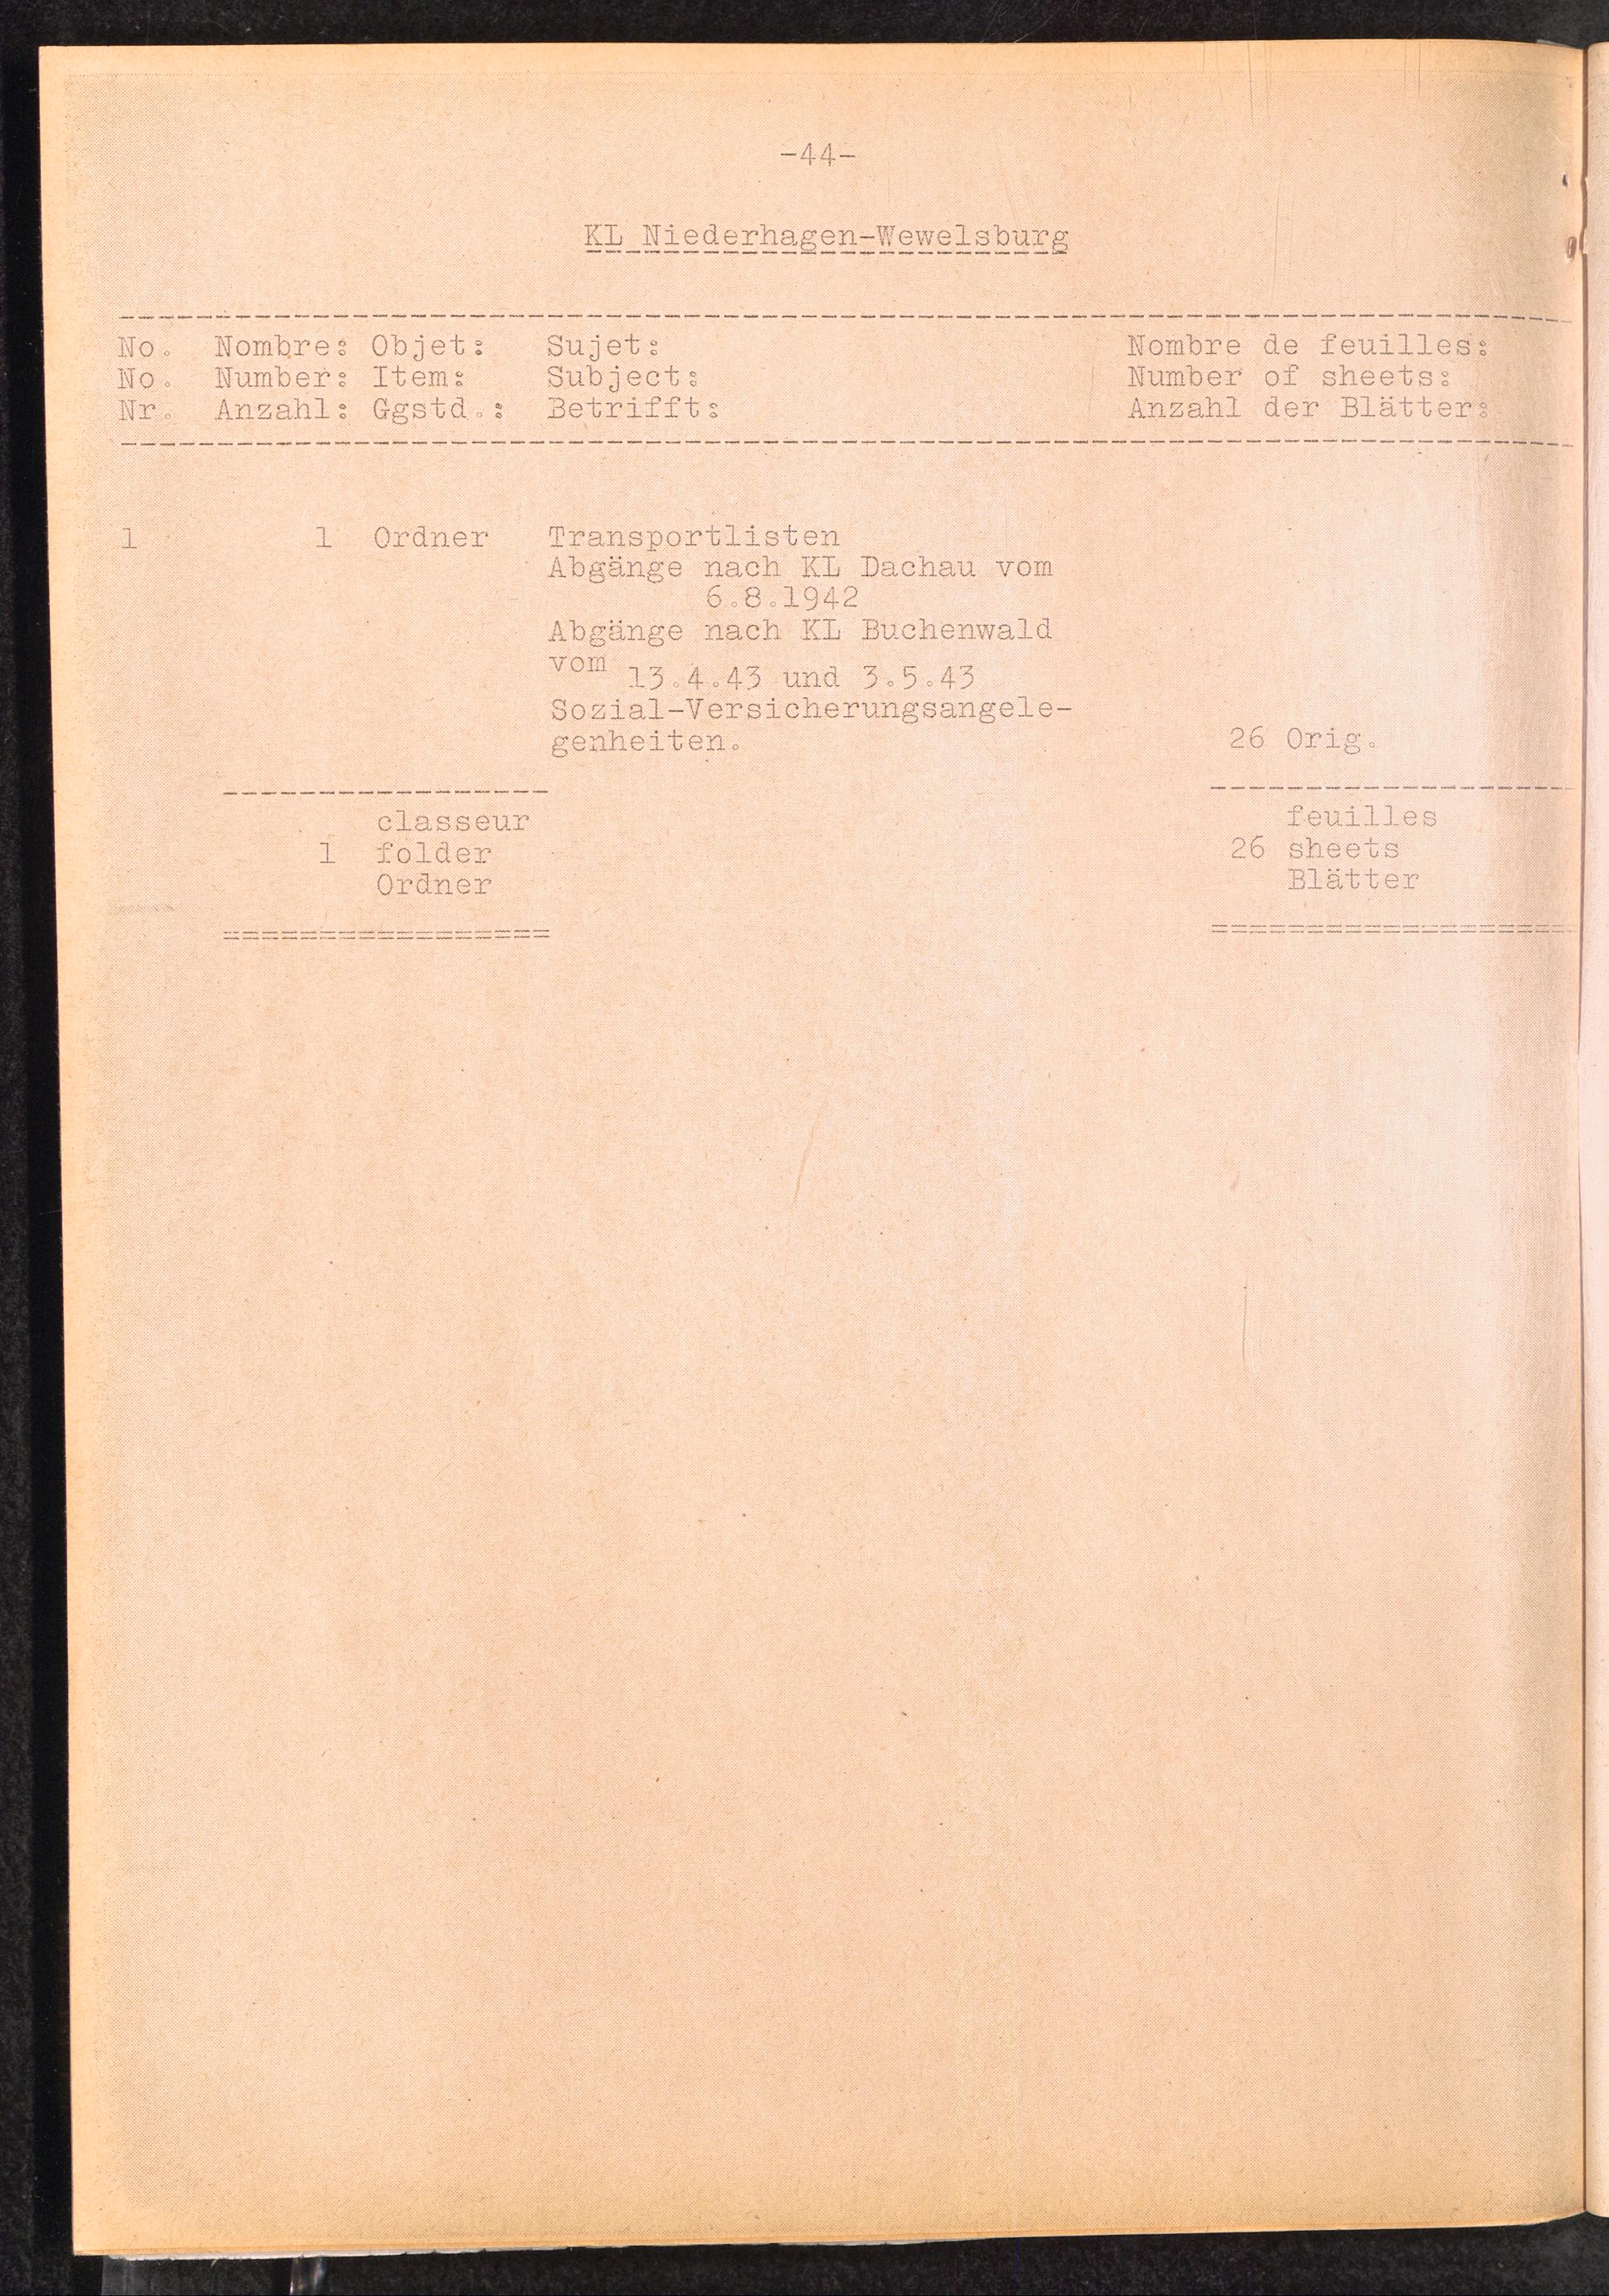 -44-
KL Niederhagen-Wewelsburg
No. Nombre: Objet: Sujet: Nombre de feuilles:
No. Number: Item: Subject: Number of sheets:
Nr. Anzahl: Ggstd.: Betrifft: Anzahl der Blätter:
1 1 Ordner Transportlisten
Abgänge nach KL Dachau vom
6.8.1942
Abgänge nach KL Buchenwald
vom 13.4.43 und 3.5.43
Sozial-Versicherungsangele-
genheiten. 26 Orig.
classeur feuilles
1 folder 26 sheets
Ordner Blätter